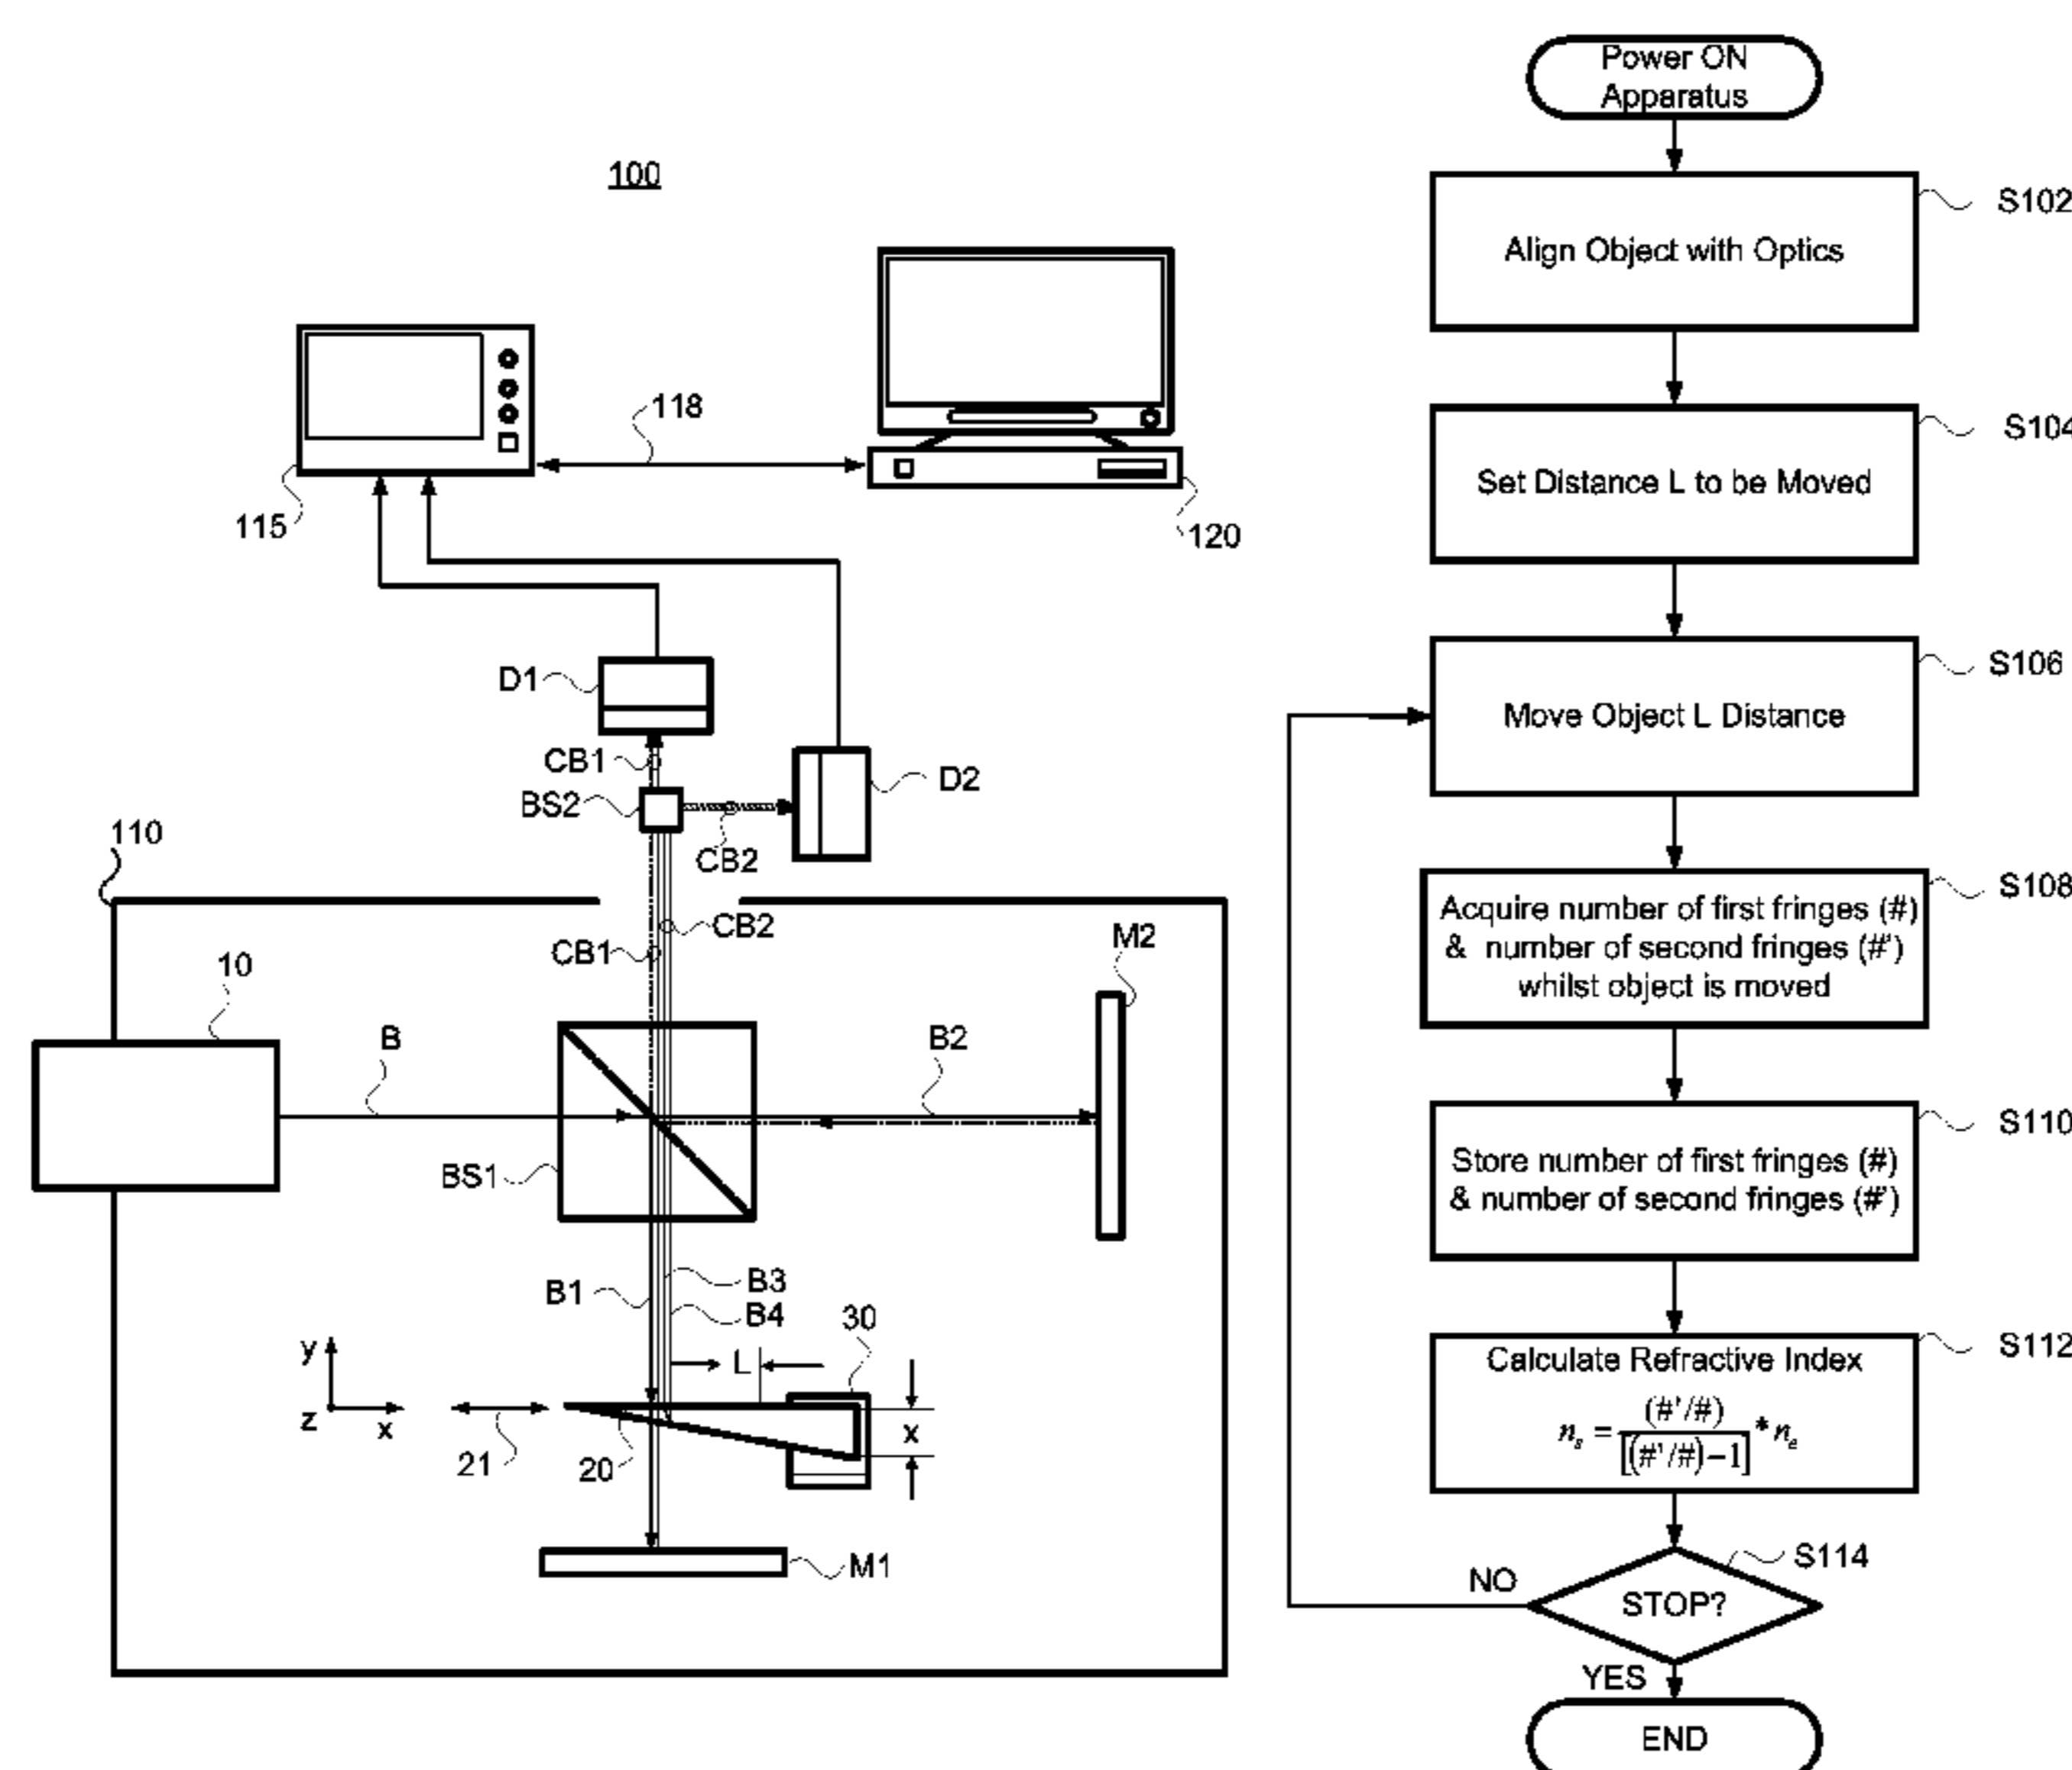 100
118
115
120
D1
CB1
BS2
D2
CB2
110
CB2
CB1
M2
10
B
B2
BS1
B3
B1
B4
30
y
L
z
x
x
21
20
M1
Power ON
Apparatus
S102
Align Object with Optics
S104
Set Distance L to be Moved
S106
Move Object L Distance
S108
Acquire number of first fringes (#)
& number of second fringes (#')
whilst object is moved
S110
Store number of first fringes (#)
& number of second fringes (#')
S112
Calculate Refractive Index
n_s = (#'/#) / [(#'/#)-1] * n_e
S114
NO
STOP?
YES
END